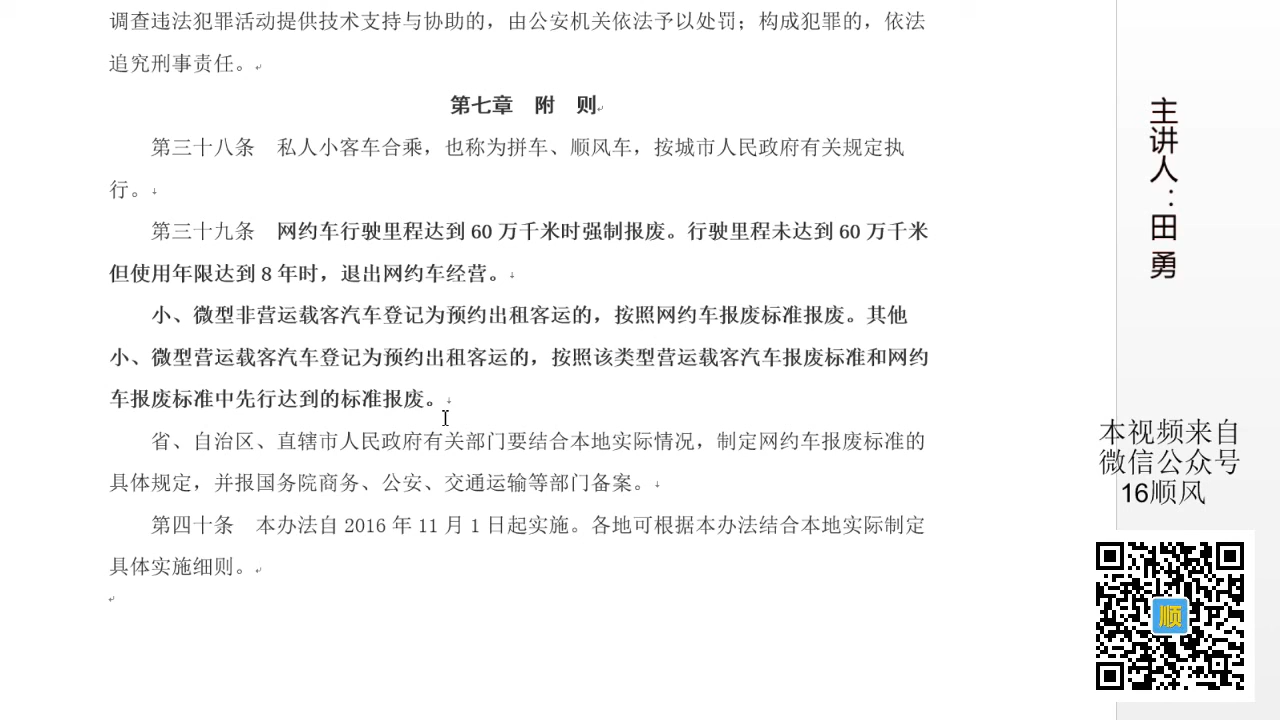 调查违法犯罪活动提供技术支持与协助的，由公安机关依法予以处罚；构成犯罪的，依法
追究刑事责任。
第七章 附 则
第三十八条 私人小客车合乘，也称为拼车、顺风车，按城市人民政府有关规定执
行。
第三十九条 网约车行驶里程达到 60 万千米时强制报废。行驶里程未达到 60 万千米
但使用年限达到 8 年时，退出网约车经营。
小、微型非营运载客汽车登记为预约出租客运的，按照网约车报废标准报废。其他
小、微型营运载客汽车登记为预约出租客运的，按照该类型营运载客汽车报废标准和网约
车报废标准中先行达到的标准报废。
省、自治区、直辖市人民政府有关部门要结合本地实际情况，制定网约车报废标准的
具体规定，并报国务院商务、公安、交通运输等部门备案。
第四十条 本办法自 2016 年 11 月 1 日起实施。各地可根据本办法结合本地实际制定
具体实施细则。
主讲人：田勇
本视频来自
微信公众号
16顺风
顺